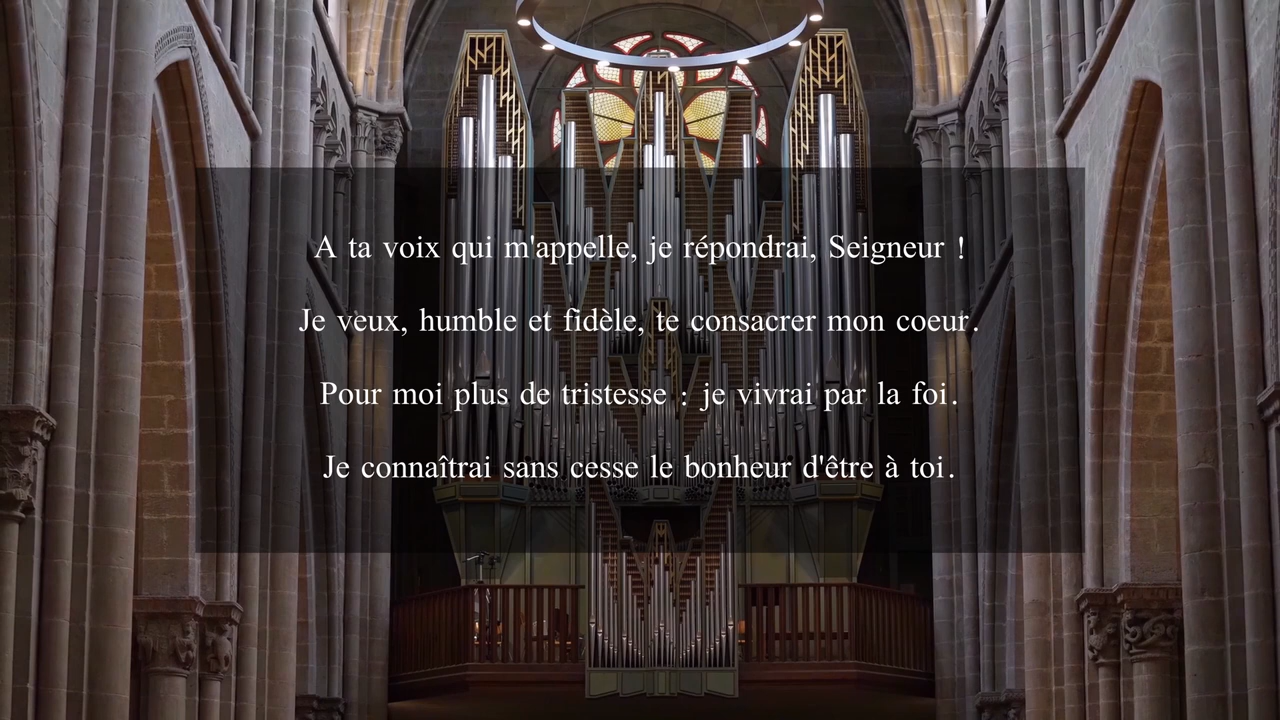 A ta voix qui m'appelle, je répondrai, Seigneur !
Je veux, humble et fidèle, te consacrer mon coeur.
Pour moi plus de tristesse : je vivrai par la foi.
Je connaîtrai sans cesse le bonheur d'être à toi.